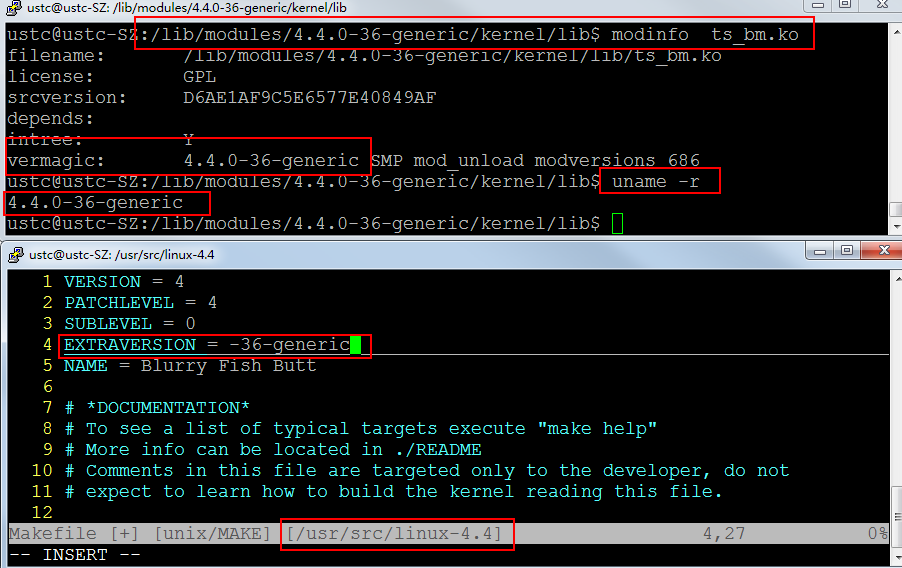 ustc@ustc-SZ: /lib/modules/4.4.0-36-generic/kernel/lib
ustc@ustc-SZ:/lib/modules/4.4.0-36-generic/kernel/lib$ modinfo  ts_bm.ko
filename:       /lib/modules/4.4.0-36-generic/kernel/lib/ts_bm.ko
license:        GPL
srcversion:     D6AE1AF9C5E6577E40849AF
depends:
intree:         Y
vermagic:       4.4.0-36-generic SMP mod_unload modversions 686
ustc@ustc-SZ:/lib/modules/4.4.0-36-generic/kernel/lib$ uname -r
4.4.0-36-generic
ustc@ustc-SZ:/lib/modules/4.4.0-36-generic/kernel/lib$
ustc@ustc-SZ: /usr/src/linux-4.4
1 VERSION = 4
2 PATCHLEVEL = 4
3 SUBLEVEL = 0
4 EXTRAVERSION = -36-generic
5 NAME = Blurry Fish Butt
6
7 # *DOCUMENTATION*
8 # To see a list of typical targets execute "make help"
9 # More info can be located in ./README
10 # Comments in this file are targeted only to the developer, do not
11 # expect to learn how to build the kernel reading this file.
12
Makefile [+] [unix/MAKE] [/usr/src/linux-4.4] 4,27 0%
-- INSERT --